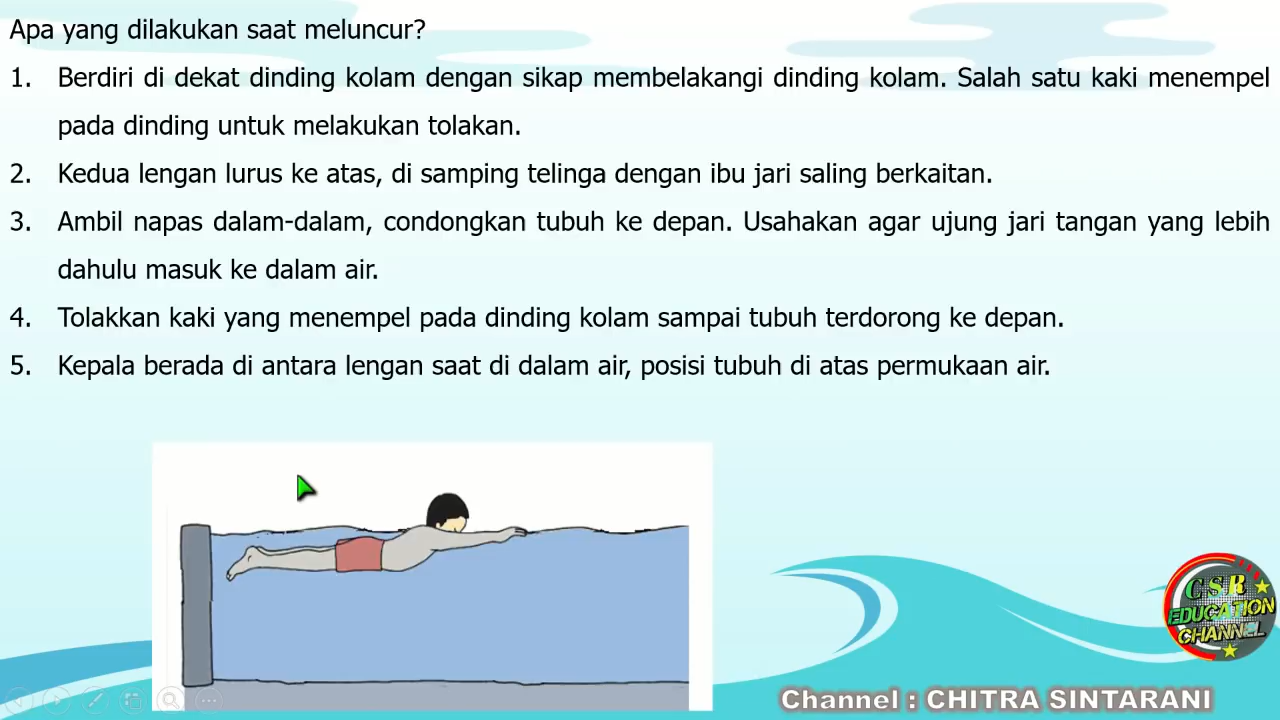 Apa yang dilakukan saat meluncur?
1. Berdiri di dekat dinding kolam dengan sikap membelakangi dinding kolam. Salah satu kaki menempel
pada dinding untuk melakukan tolakan.
2. Kedua lengan lurus ke atas, di samping telinga dengan ibu jari saling berkaitan.
3. Ambil napas dalam-dalam, condongkan tubuh ke depan. Usahakan agar ujung jari tangan yang lebih
dahulu masuk ke dalam air.
4. Tolakkan kaki yang menempel pada dinding kolam sampai tubuh terdorong ke depan.
5. Kepala berada di antara lengan saat di dalam air, posisi tubuh di atas permukaan air.
CSR
EDUCATION
CHANNEL
Channel : CHITRA SINTARANI